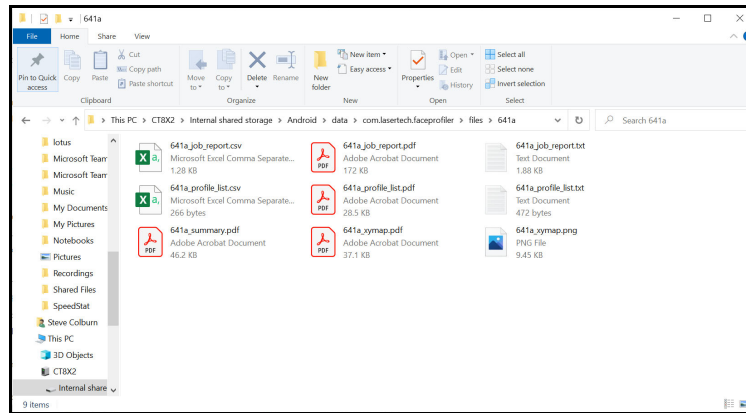 641a
File Home Share View
Pin to Quick access
Copy
Paste
Cut
Copy path
Paste shortcut
Clipboard
Move to
Copy to
Delete
Rename
Organize
New folder
New item
Easy access
New
Properties
Open
Edit
History
Open
Select all
Select none
Invert selection
Select
This PC > CT8X2 > Internal shared storage > Android > data > com.lasertech.faceprofiler > files > 641a
Search 641a
lotus
Microsoft Team
Microsoft Team
Music
My Documents
My Pictures
Notebooks
Pictures
Recordings
Shared Files
SpeedStat
Steve Colburn
This PC
3D Objects
CT8X2
Internal share
641a_job_report.csv
Microsoft Excel Comma Separate...
1.28 KB
641a_job_report.pdf
Adobe Acrobat Document
172 KB
641a_job_report.txt
Text Document
1.88 KB
641a_profile_list.csv
Microsoft Excel Comma Separate...
266 bytes
641a_profile_list.pdf
Adobe Acrobat Document
28.5 KB
641a_profile_list.txt
Text Document
472 bytes
641a_summary.pdf
Adobe Acrobat Document
46.2 KB
641a_xymap.pdf
Adobe Acrobat Document
37.1 KB
641a_xymap.png
PNG File
9.45 KB
a,
a,
PDF
PDF
PDF
PDF
9 items